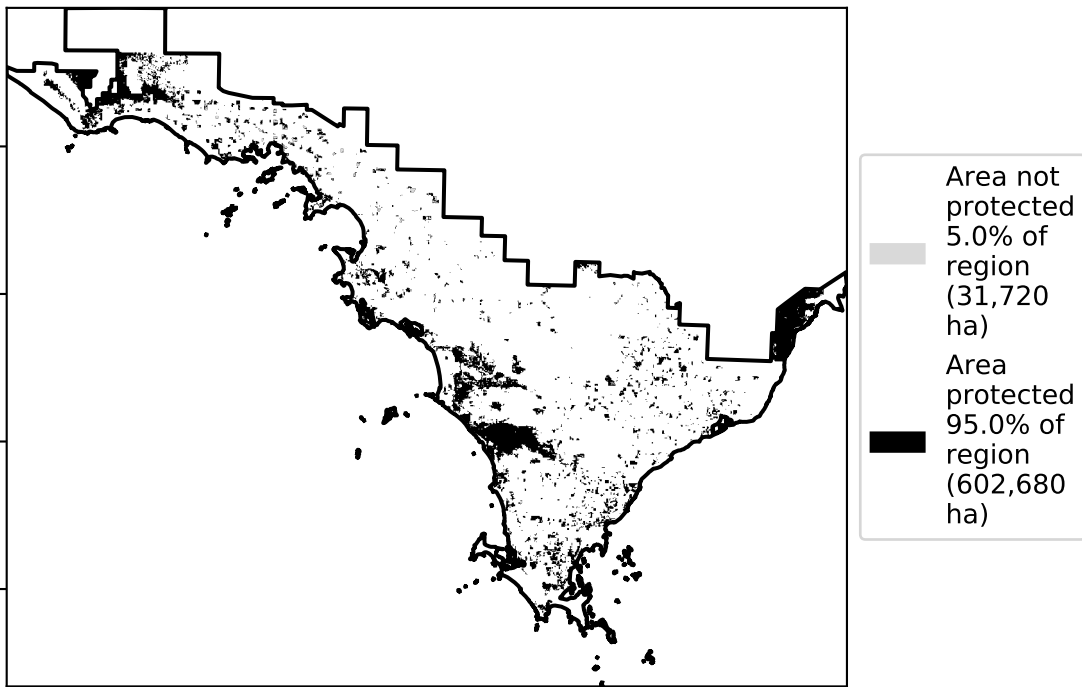 Area not
protected
5.0% of
region
(31,720
ha)
Area
protected
95.0% of
region
(602,680
ha)